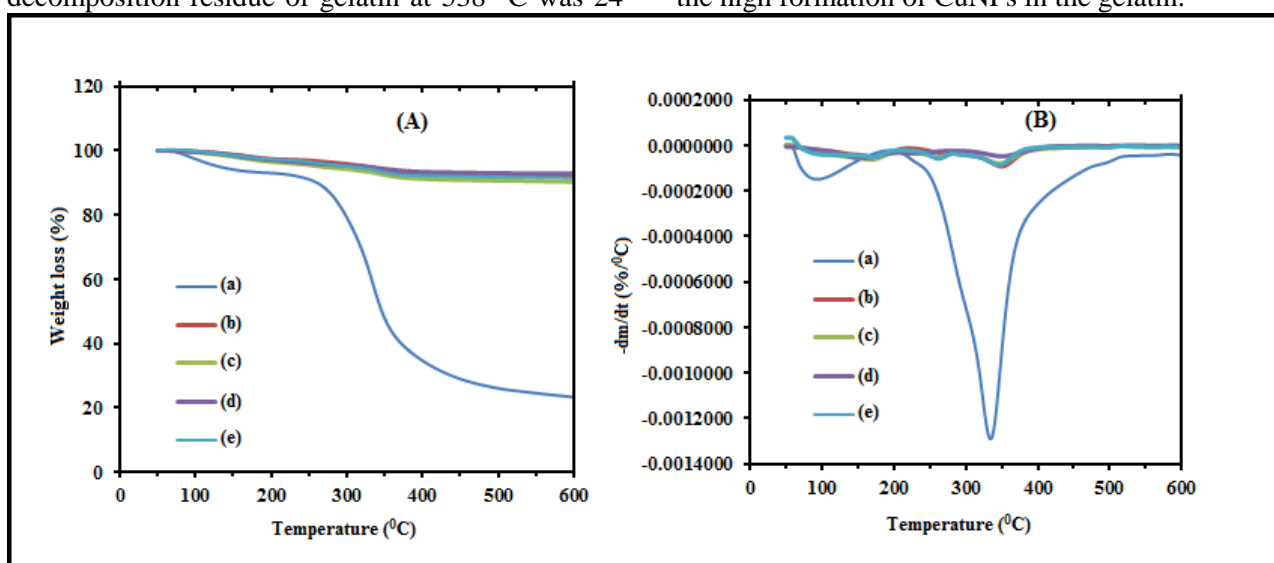 decomposition residue of gelatin at 538 °C was 24
the high formation of CuNPs in the gelatin.
120
100
80
60
40
20
0
Weight loss (%)
(A)
(a)
(b)
(c)
(d)
(e)
0 100 200 300 400 500 600
Temperature (⁰C)
0.0002000
0.0000000
-0.0002000
-0.0004000
-0.0006000
-0.0008000
-0.0010000
-0.0012000
-0.0014000
-dm/dt (%/⁰C)
(B)
(a)
(b)
(c)
(d)
(e)
0 100 200 300 400 500 600
Temperature (⁰C)